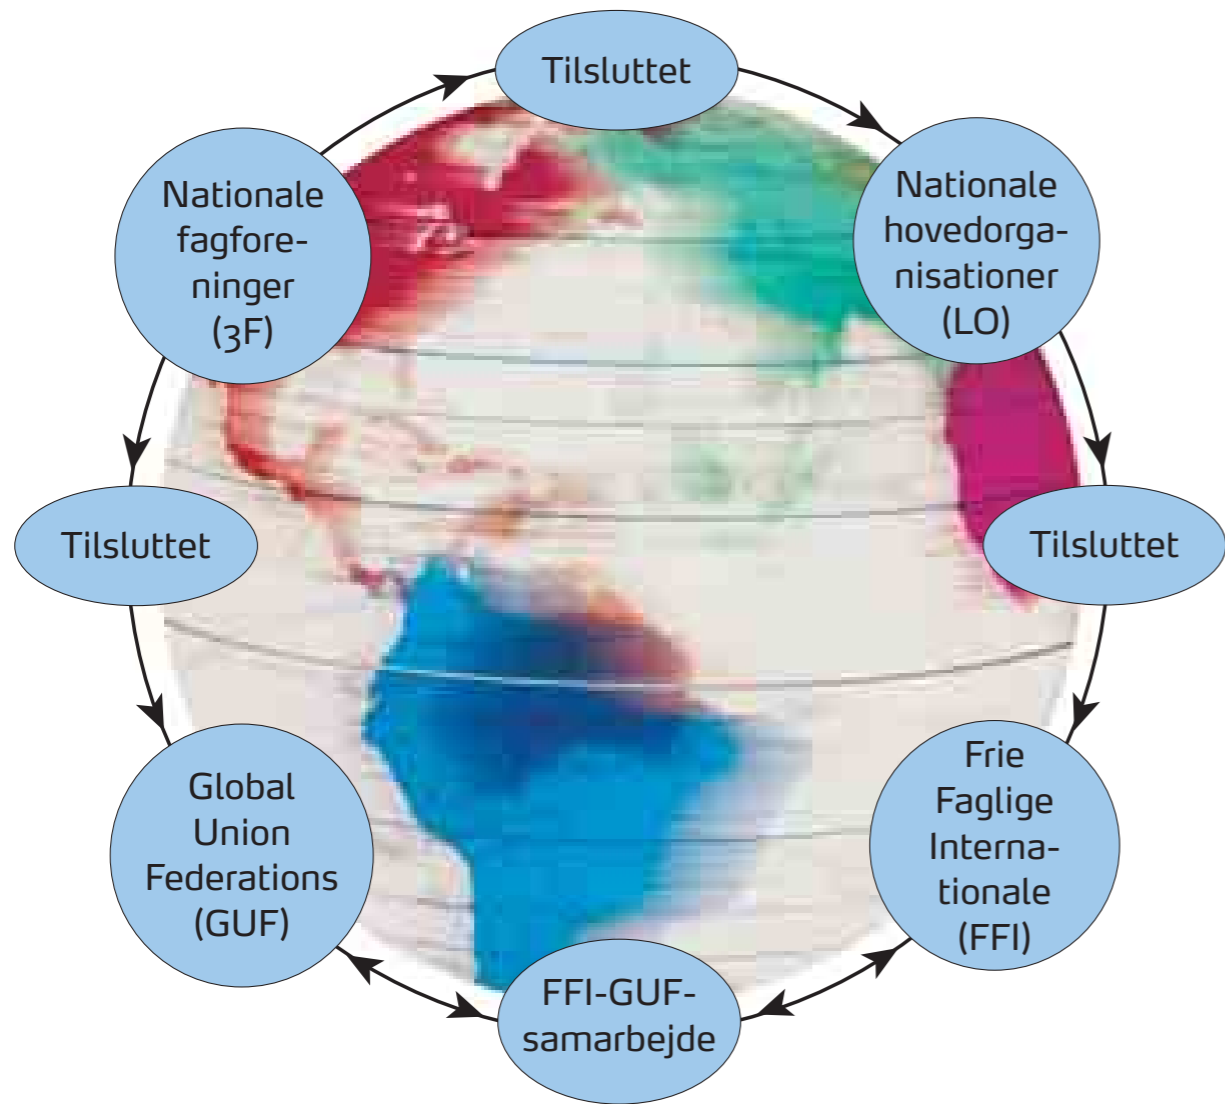 Tilsluttet
Nationale
fagfore-
ninger
(3F)
Nationale
hovedorga-
nisationer
(LO)
Tilsluttet
Tilsluttet
Global
Union
Federations
(GUF)
Frie
Faglige
Interna-
tionale
(FFI)
FFI-GUF-
samarbejde